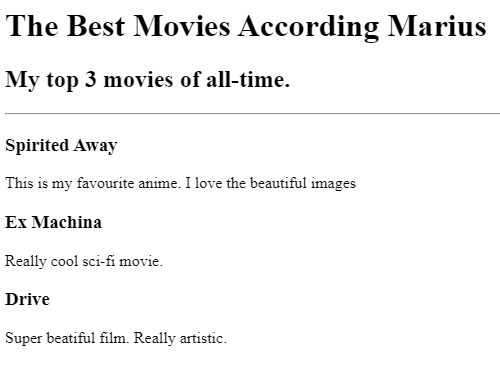 The Best Movies According Marius
My top 3 movies of all-time.
Spirited Away
This is my favourite anime. I love the beautiful images
Ex Machina
Really cool sci-fi movie.
Drive
Super beatiful film. Really artistic.